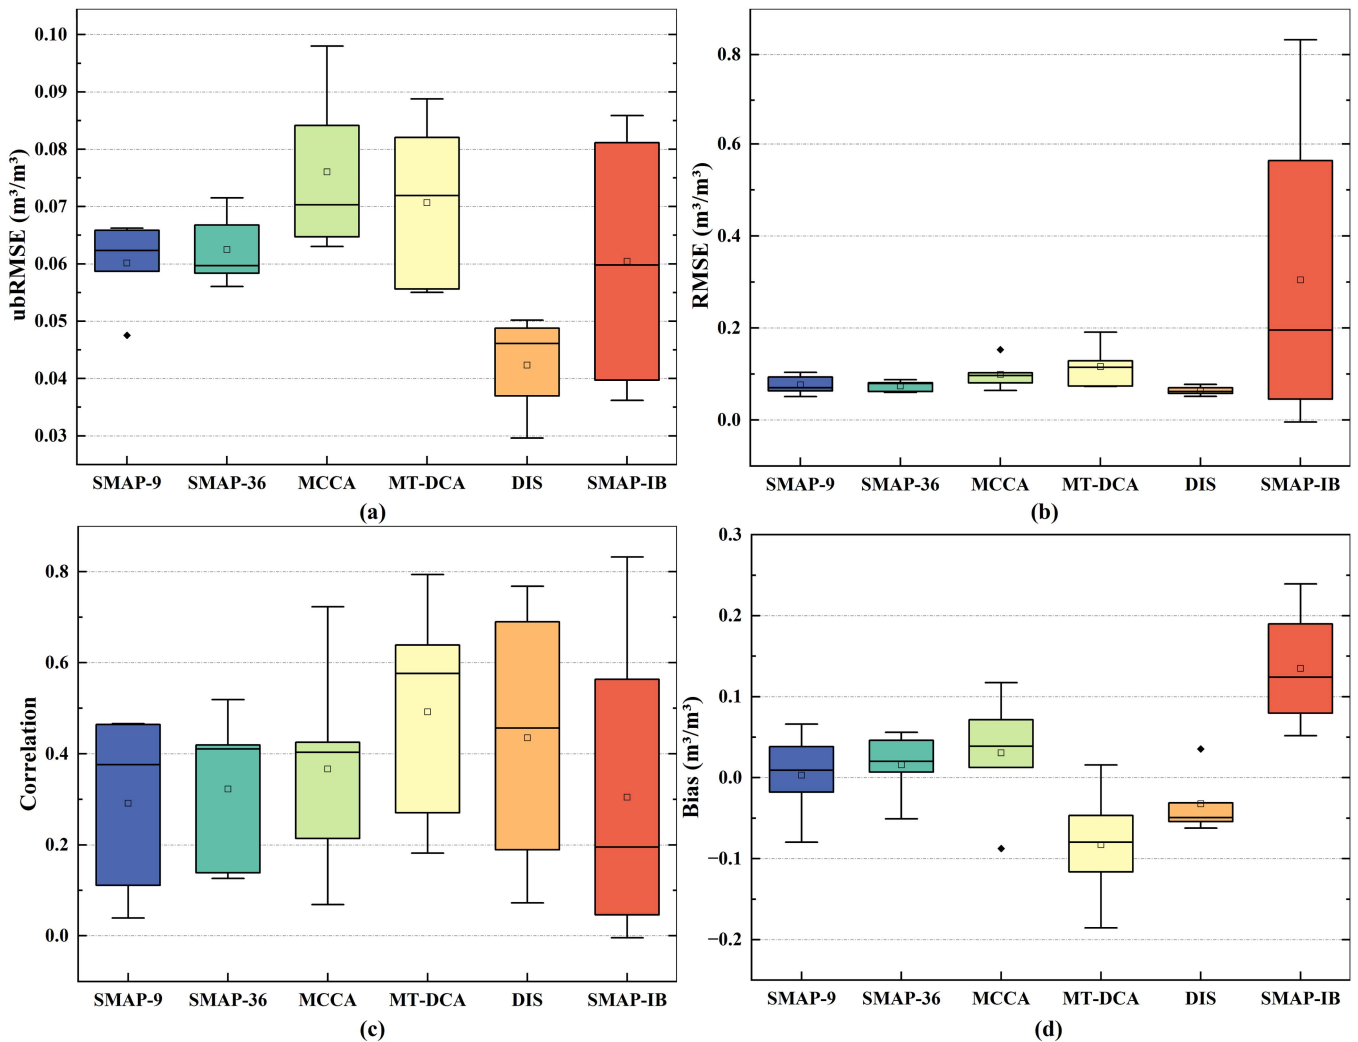 ubRMSE (m³/m³)
0.10
0.09
0.08
0.07
0.06
0.05
0.04
0.03
SMAP-9 SMAP-36 MCCA MT-DCA DIS SMAP-IB
(a)
RMSE (m³/m³)
0.8
0.6
0.4
0.2
0.0
SMAP-9 SMAP-36 MCCA MT-DCA DIS SMAP-IB
(b)
Correlation
0.8
0.6
0.4
0.2
0.0
SMAP-9 SMAP-36 MCCA MT-DCA DIS SMAP-IB
(c)
Bias (m³/m³)
0.3
0.2
0.1
0.0
−0.1
−0.2
SMAP-9 SMAP-36 MCCA MT-DCA DIS SMAP-IB
(d)